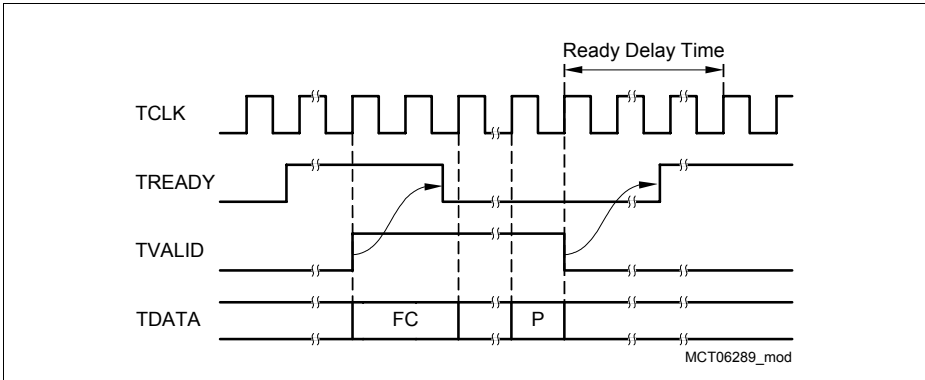 Ready Delay Time
TCLK
TREADY
TVALID
TDATA
FC
P
MCT06289_mod